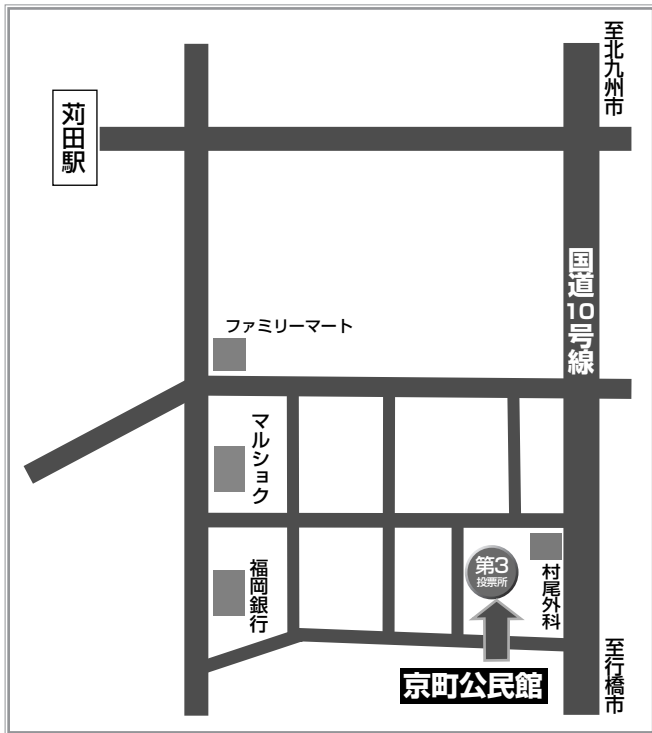 至北九州市
苅田駅
国道10号線
ファミリーマート
マルショク
福岡銀行
第3
投票所
村尾外科
京町公民館
至行橋市